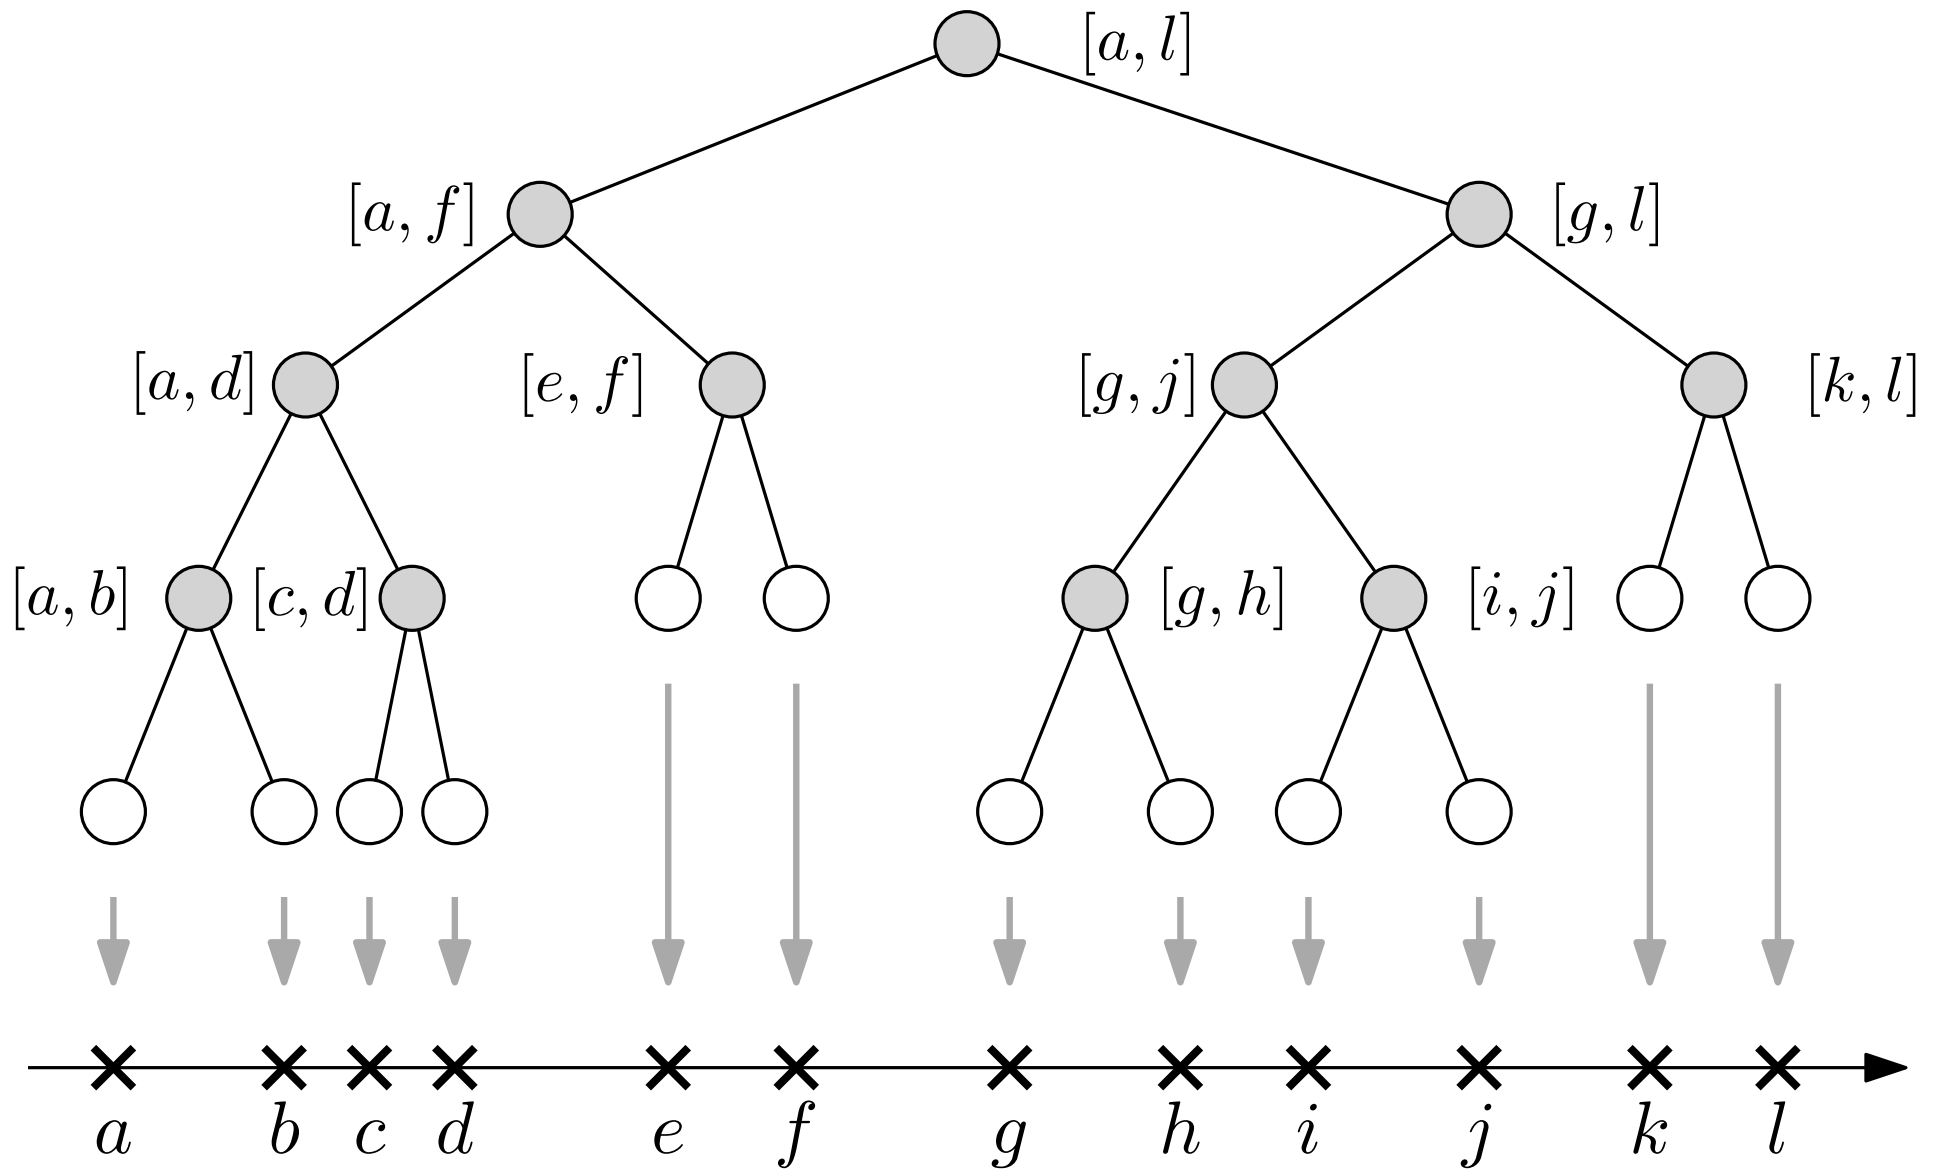 [a, l]
[a, f] [g, l]
[a, d] [e, f] [g, j] [k, l]
[a, b] [c, d] [g, h] [i, j]
a b c d e f g h i j k l